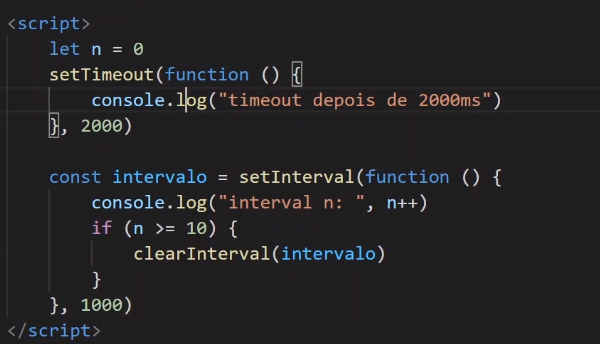 <script>
let n = 0
setTimeout(function () {
console.log("timeout depois de 2000ms")
}, 2000)
const intervalo = setInterval(function () {
console.log("interval n: ", n++)
if (n >= 10) {
clearInterval(intervalo)
}
}, 1000)
</script>